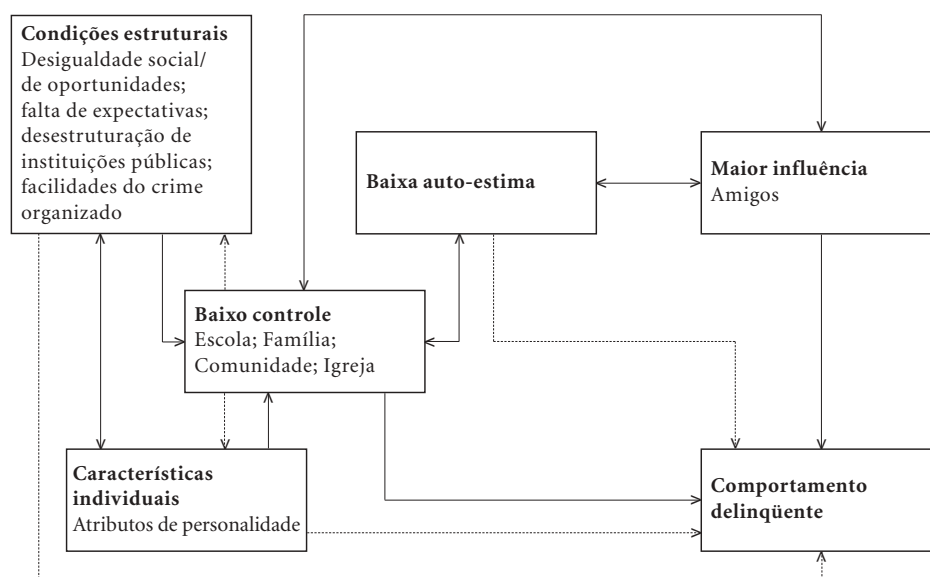 Condições estruturais
Desigualdade social/
de oportunidades;
falta de expectativas;
desestruturação de
instituições públicas;
facilidades do crime
organizado
Baixa auto-estima
Maior influência
Amigos
Baixo controle
Escola; Família;
Comunidade; Igreja
Características
individuais
Atributos de personalidade
Comportamento
delinqüente